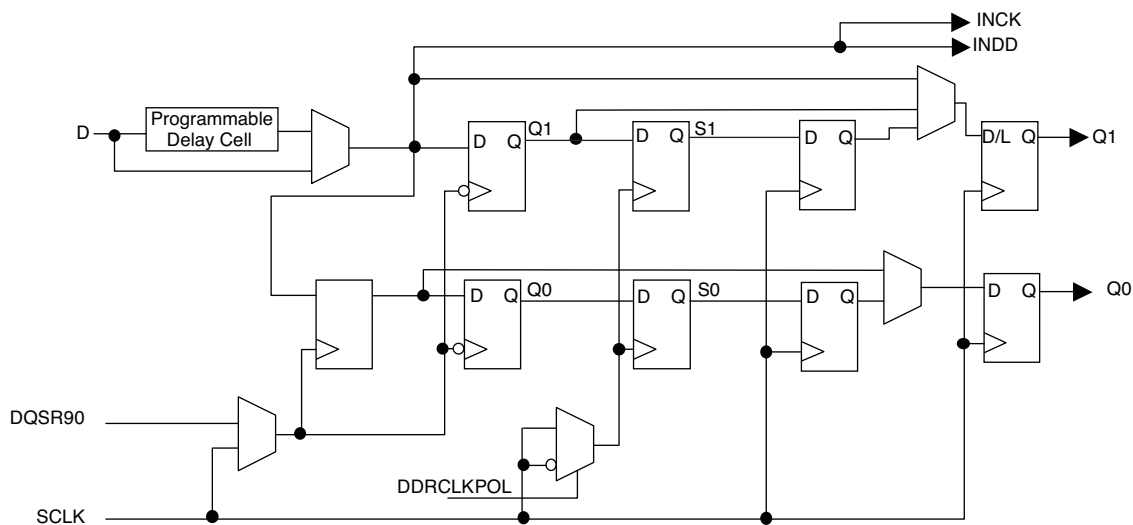 INCK
INDD
D
Programmable
Delay Cell
D Q
Q1
D Q
S1
D Q
D/L Q
Q1
D Q
Q0
D Q
S0
D Q
D Q
Q0
DQSR90
DDRCLKPOL
SCLK